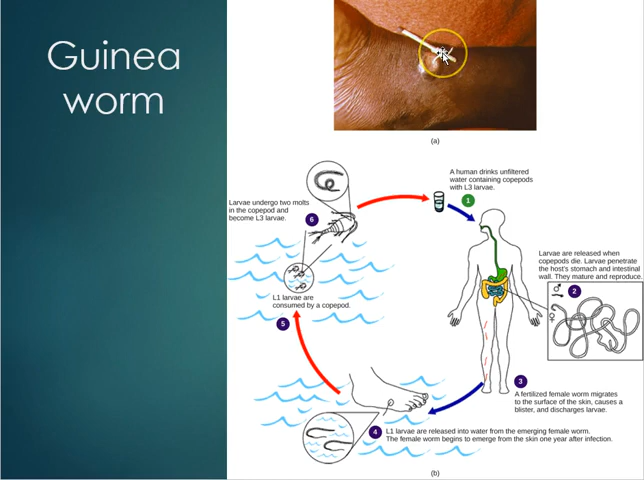 Guinea
worm
(a)
A human drinks unfiltered
water containing copepods
with L3 larvae.
1
Larvae undergo two molts
in the copepod and
become L3 larvae.
6
Larvae are released when
copepods die. Larvae penetrate
the host's stomach and intestinal
wall. They mature and reproduce.
♂
2
♀
L1 larvae are
consumed by a copepod.
5
3
A fertilized female worm migrates
to the surface of the skin, causes a
blister, and discharges larvae.
4
L1 larvae are released into water from the emerging female worm.
The female worm begins to emerge from the skin one year after infection.
(b)